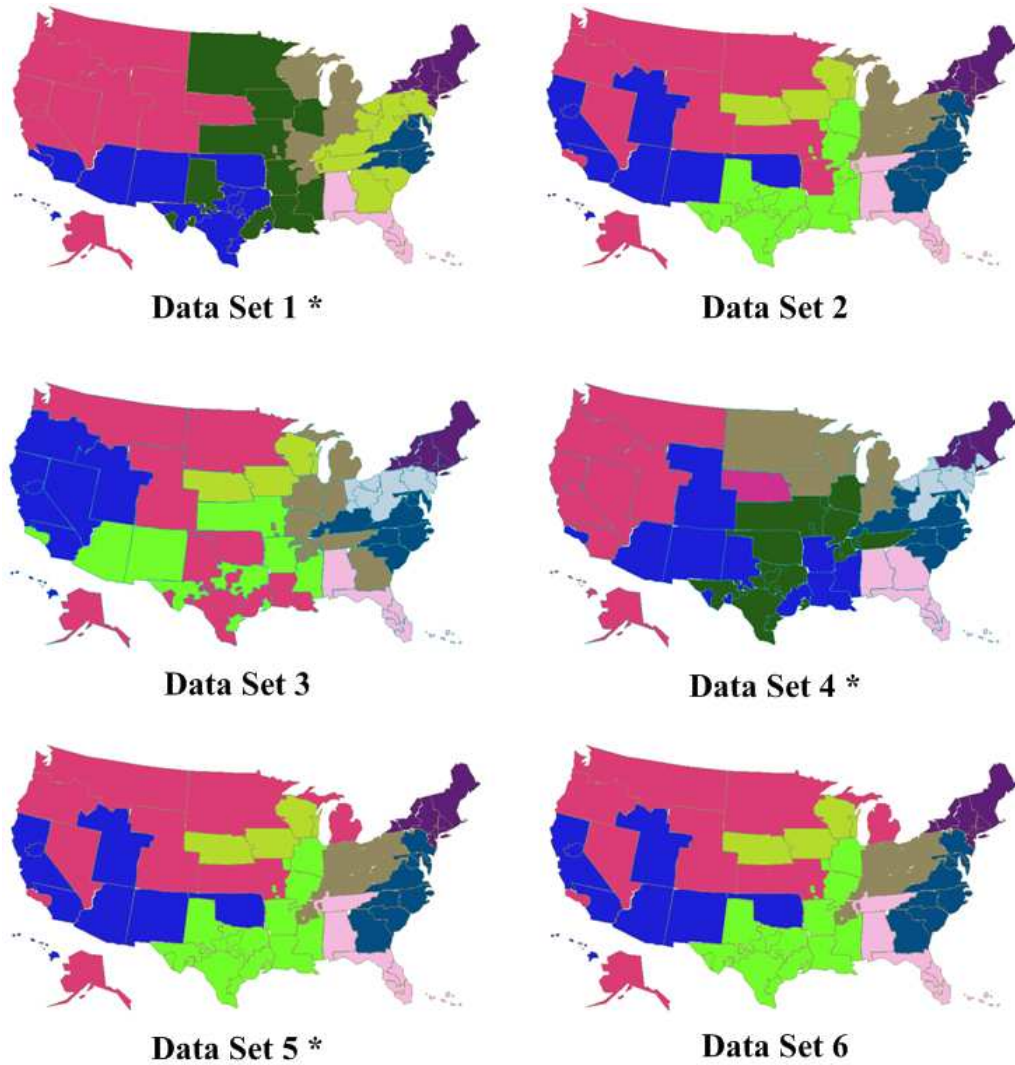 Data Set 1 *
Data Set 2
Data Set 3
Data Set 4 *
Data Set 5 *
Data Set 6